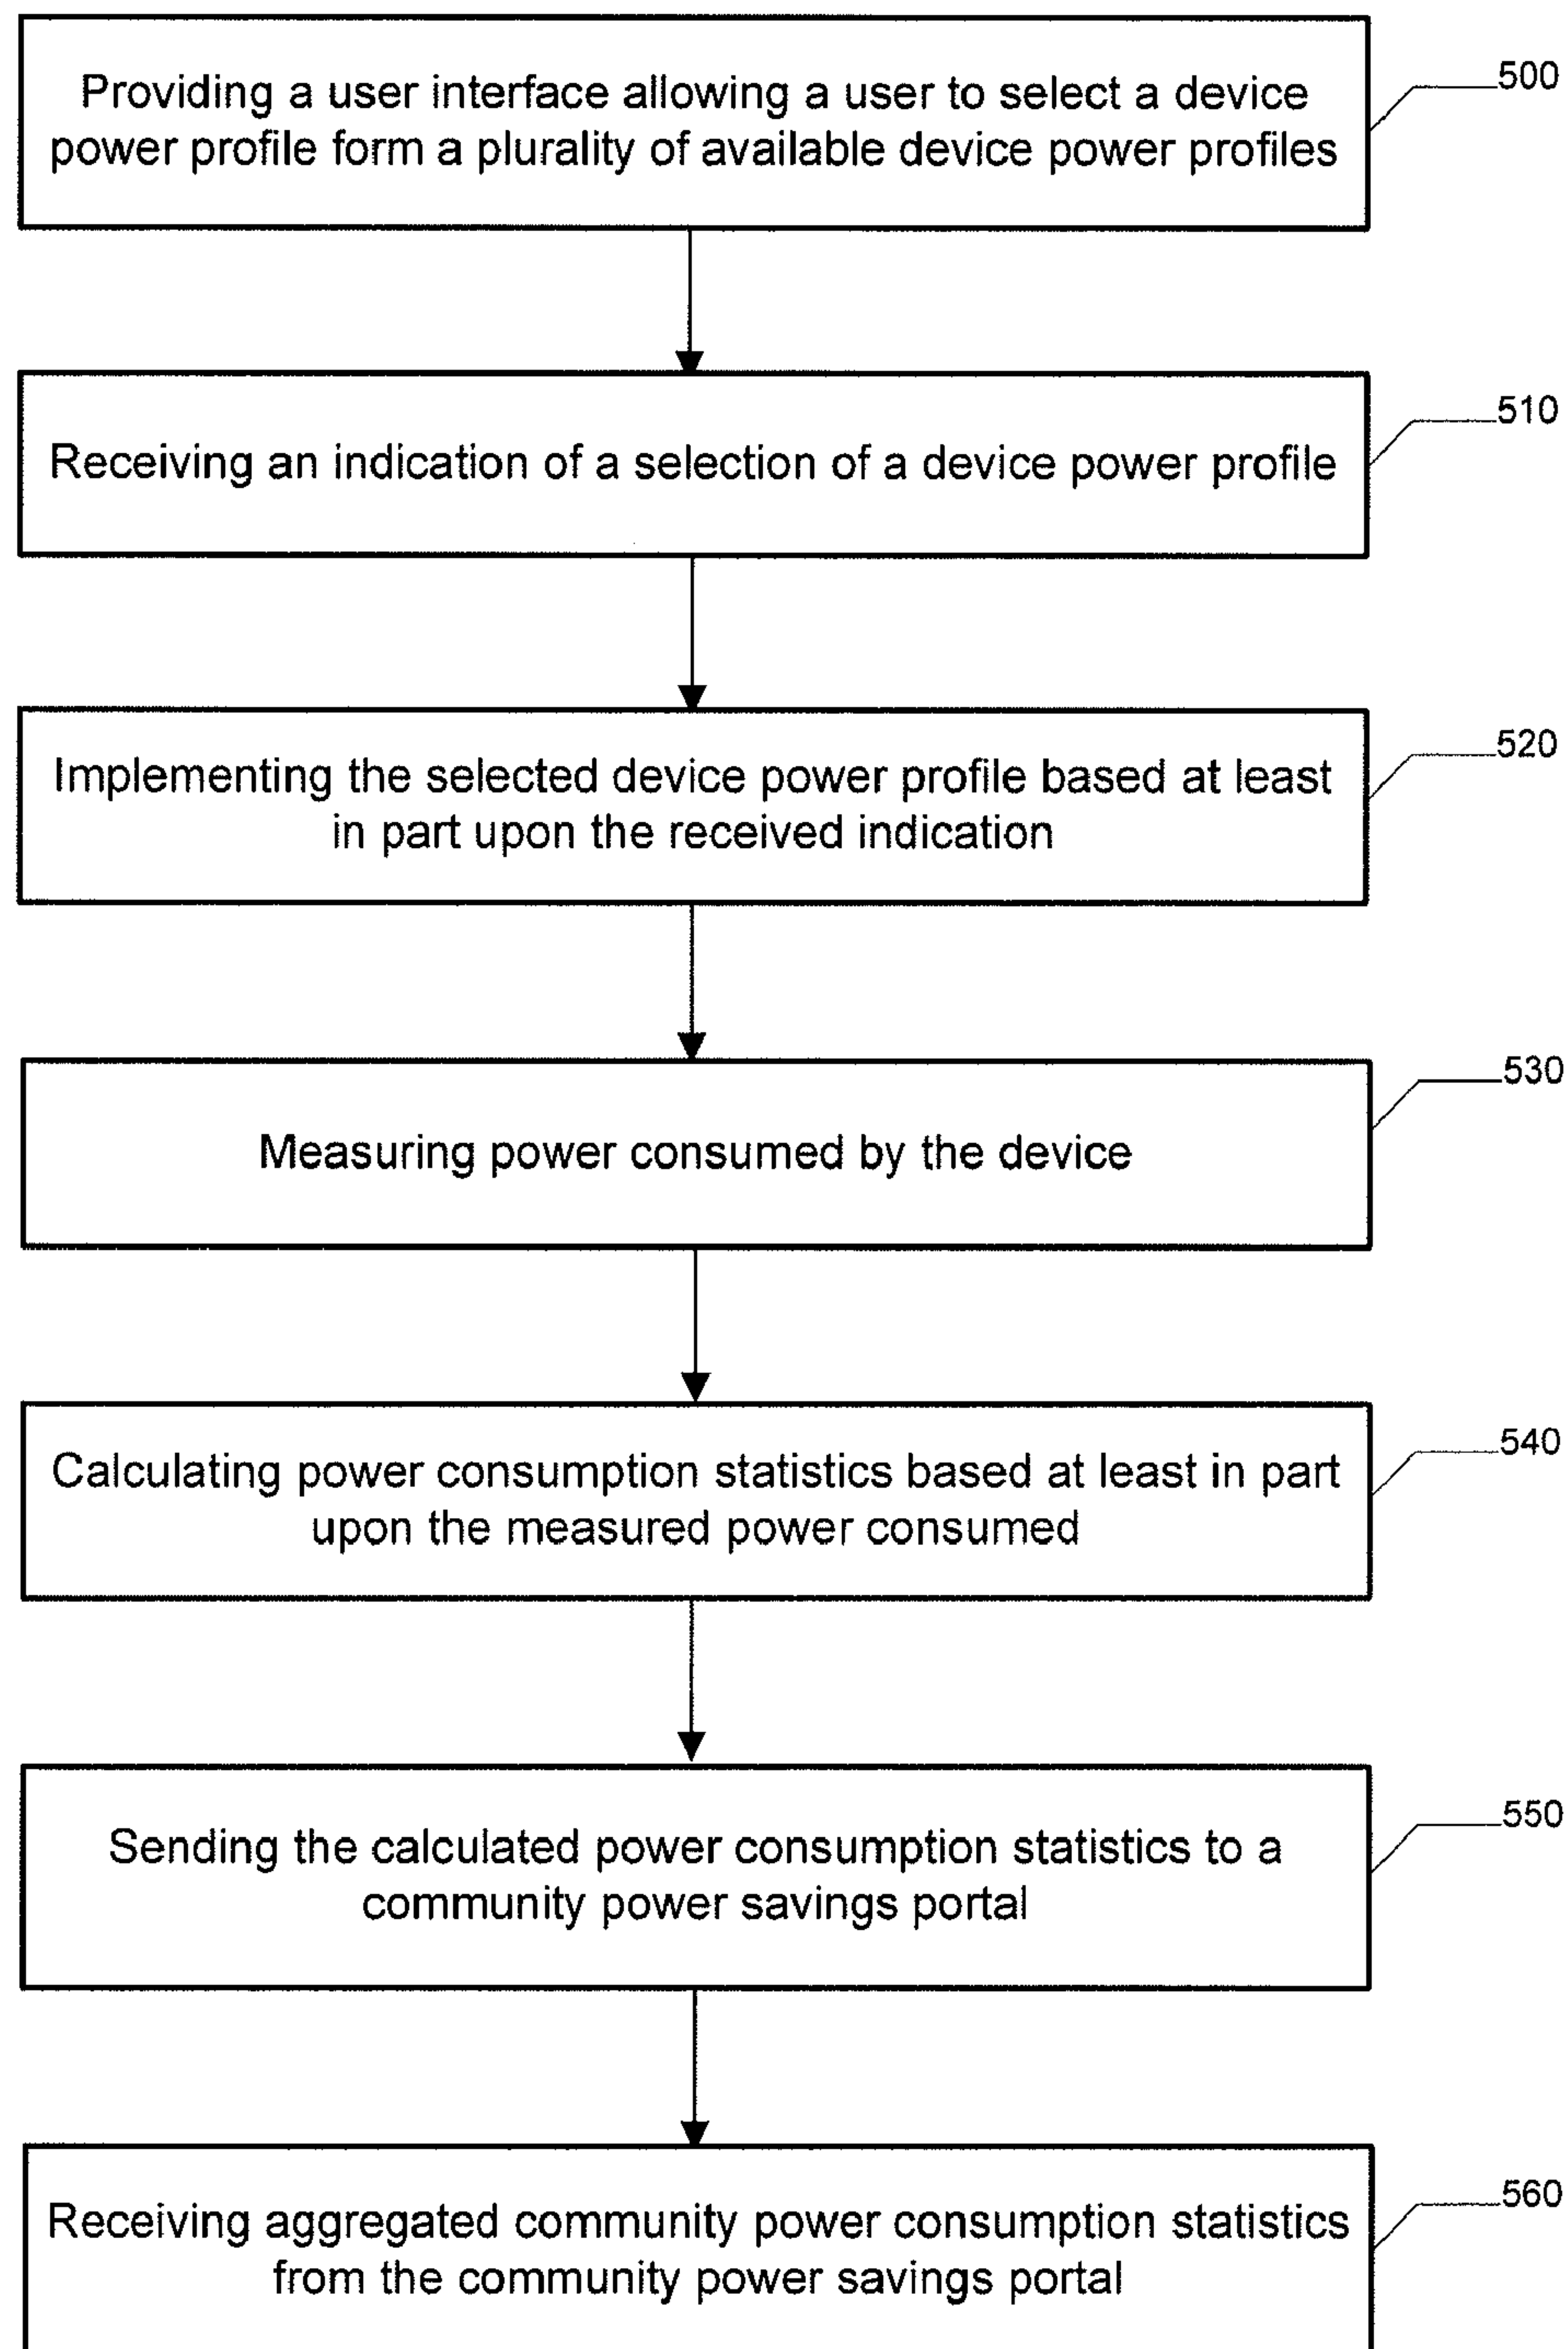 Providing a user interface allowing a user to select a device
power profile form a plurality of available device power profiles
500
Receiving an indication of a selection of a device power profile
510
Implementing the selected device power profile based at least
in part upon the received indication
520
Measuring power consumed by the device
530
Calculating power consumption statistics based at least in part
upon the measured power consumed
540
Sending the calculated power consumption statistics to a
community power savings portal
550
Receiving aggregated community power consumption statistics
from the community power savings portal
560